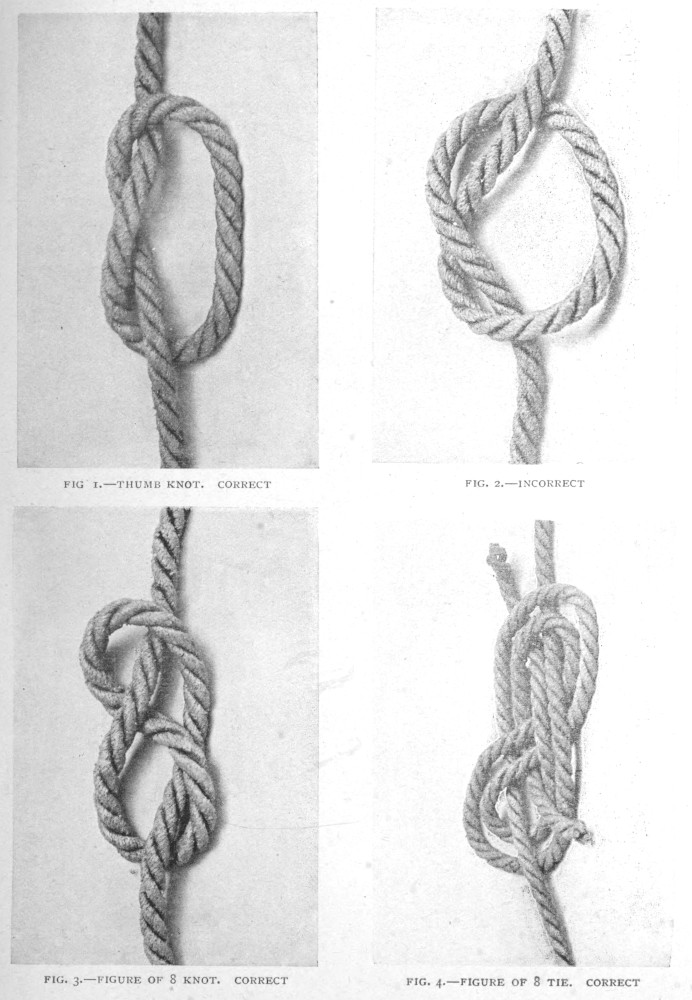 FIG 1.—THUMB KNOT. CORRECT
FIG. 2.—INCORRECT
FIG. 3.—FIGURE OF 8 KNOT. CORRECT
FIG. 4.—FIGURE OF 8 TIE. CORRECT